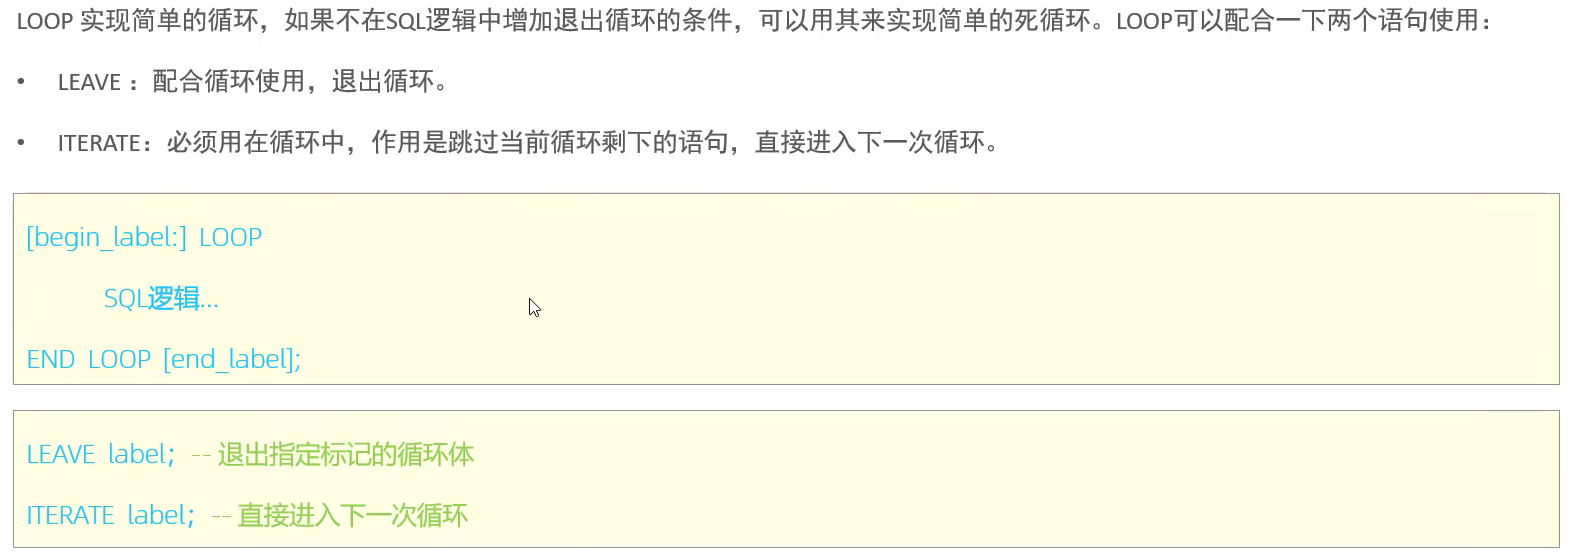 LOOP 实现简单的循环，如果不在SQL逻辑中增加退出循环的条件，可以用其来实现简单的死循环。LOOP可以配合一下两个语句使用：
• LEAVE ：配合循环使用，退出循环。
• ITERATE：必须用在循环中，作用是跳过当前循环剩下的语句，直接进入下一次循环。
[begin_label:] LOOP
SQL逻辑...
END LOOP [end_label];
LEAVE label; -- 退出指定标记的循环体
ITERATE label; -- 直接进入下一次循环